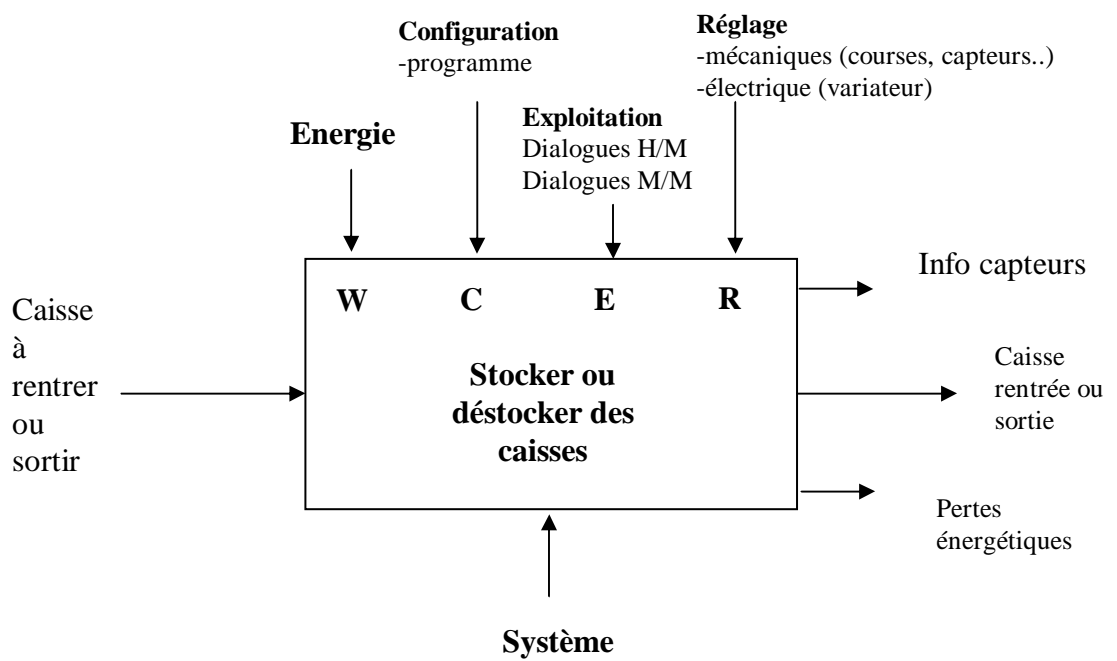 Configuration
-programme
Réglage
-mécaniques (courses, capteurs..)
-électrique (variateur)
Energie
Exploitation
Dialogues H/M
Dialogues M/M
Caisse
à
rentrer
ou
sortir
W C E R
Stocker ou
déstocker des
caisses
Info capteurs
Caisse
rentrée ou
sortie
Pertes
énergétiques
Système